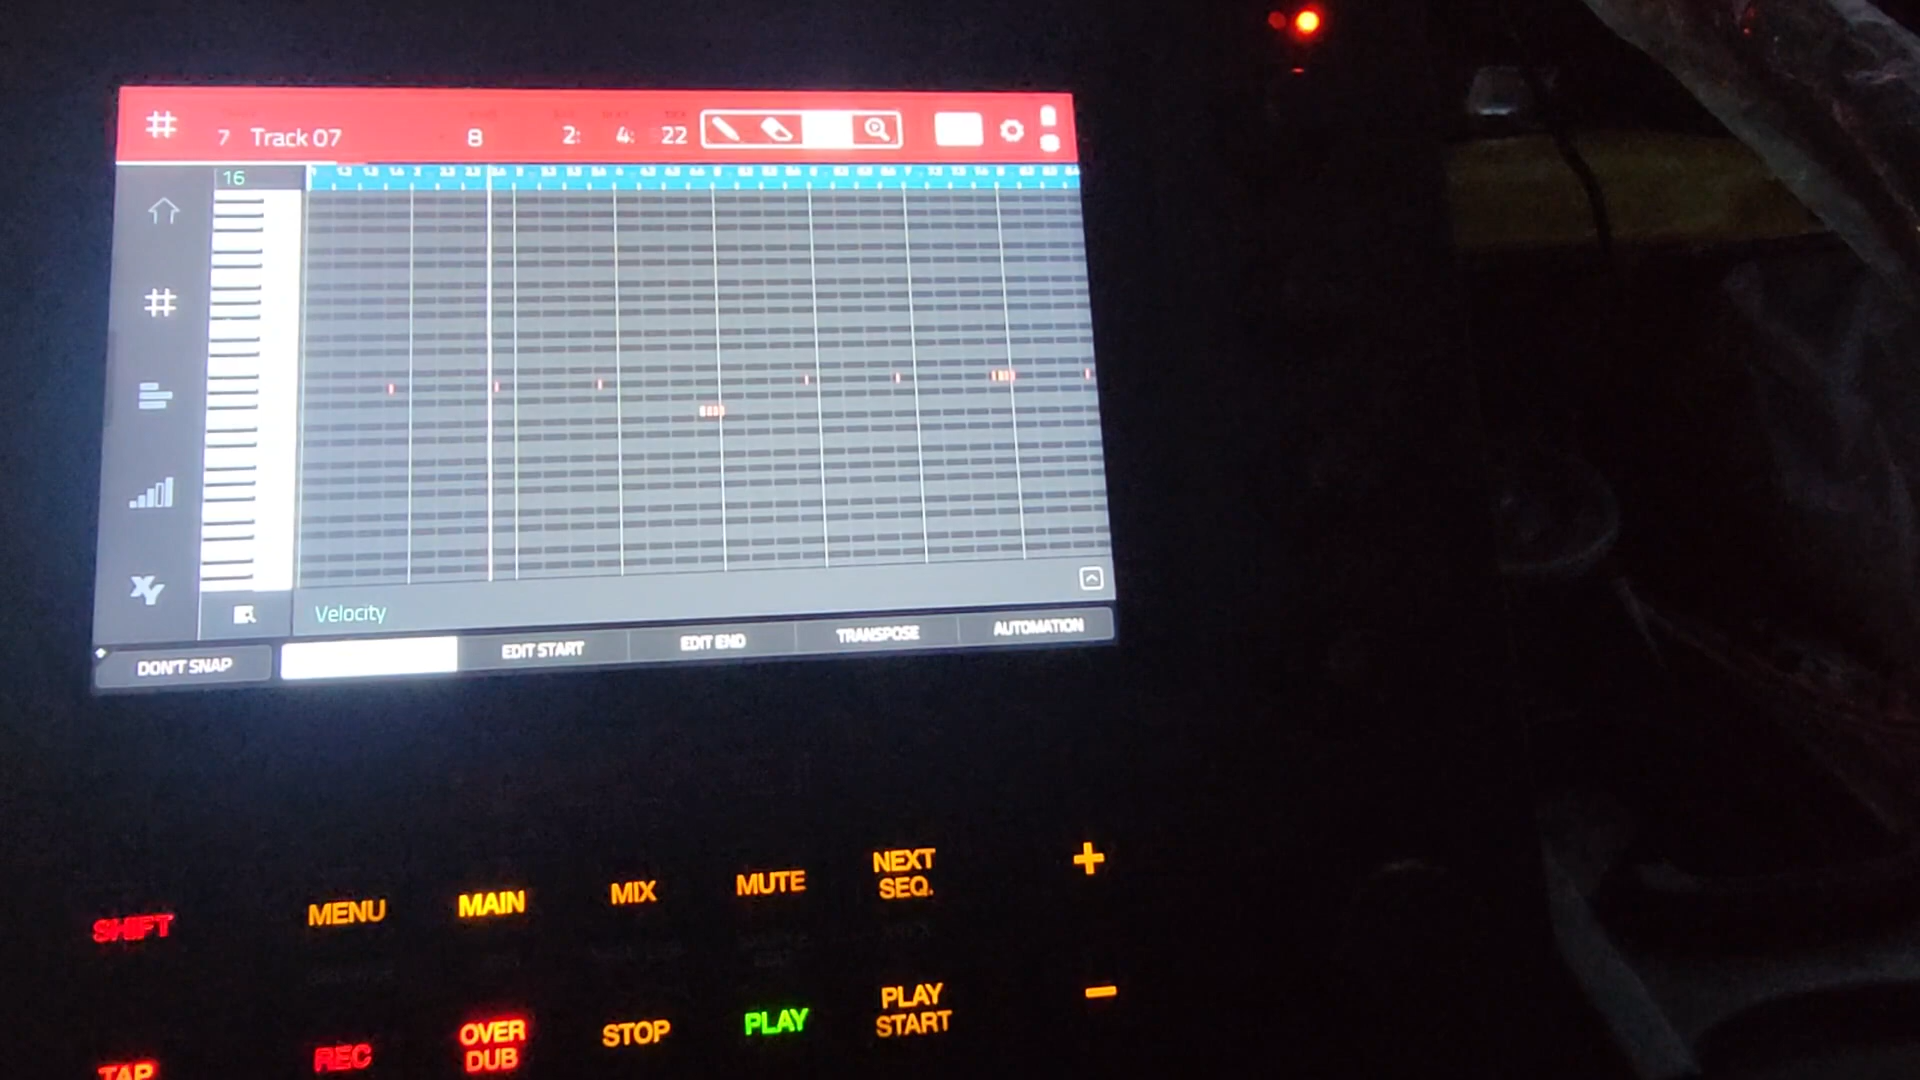 7 Track 07 8 2: 4: 22
16
Velocity
DON'T SNAP EDIT START EDIT END TRANSPOSE AUTOMATION
SHIFT MENU MAIN MIX MUTE NEXT SEQ. +
TAP REC OVER DUB STOP PLAY PLAY START −